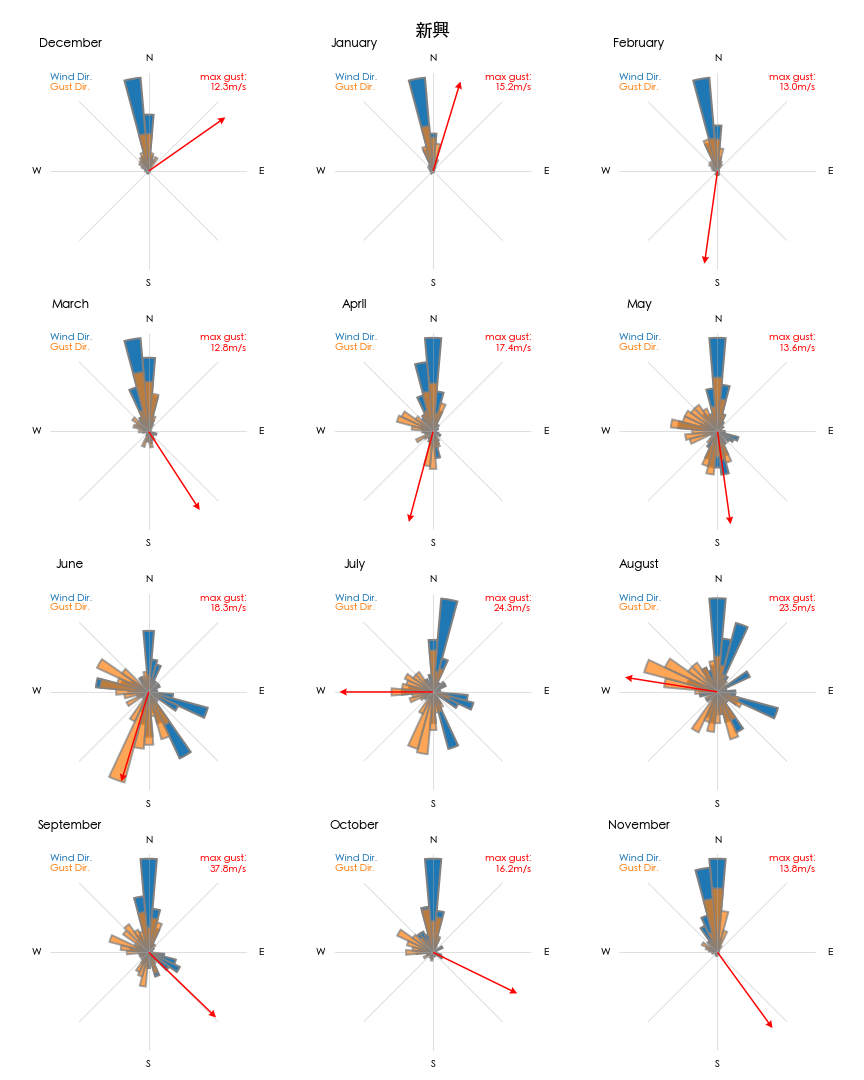 新興
December
N
Wind Dir.
Gust Dir.
max gust:
12.3m/s
W
E
S
January
N
Wind Dir.
Gust Dir.
max gust:
15.2m/s
W
E
S
February
N
Wind Dir.
Gust Dir.
max gust:
13.0m/s
W
E
S
March
N
Wind Dir.
Gust Dir.
max gust:
12.8m/s
W
E
S
April
N
Wind Dir.
Gust Dir.
max gust:
17.4m/s
W
E
S
May
N
Wind Dir.
Gust Dir.
max gust:
13.6m/s
W
E
S
June
N
Wind Dir.
Gust Dir.
max gust:
18.3m/s
W
E
S
July
N
Wind Dir.
Gust Dir.
max gust:
24.3m/s
W
E
S
August
N
Wind Dir.
Gust Dir.
max gust:
23.5m/s
W
E
S
September
N
Wind Dir.
Gust Dir.
max gust:
37.8m/s
W
E
S
October
N
Wind Dir.
Gust Dir.
max gust:
16.2m/s
W
E
S
November
N
Wind Dir.
Gust Dir.
max gust:
13.8m/s
W
E
S